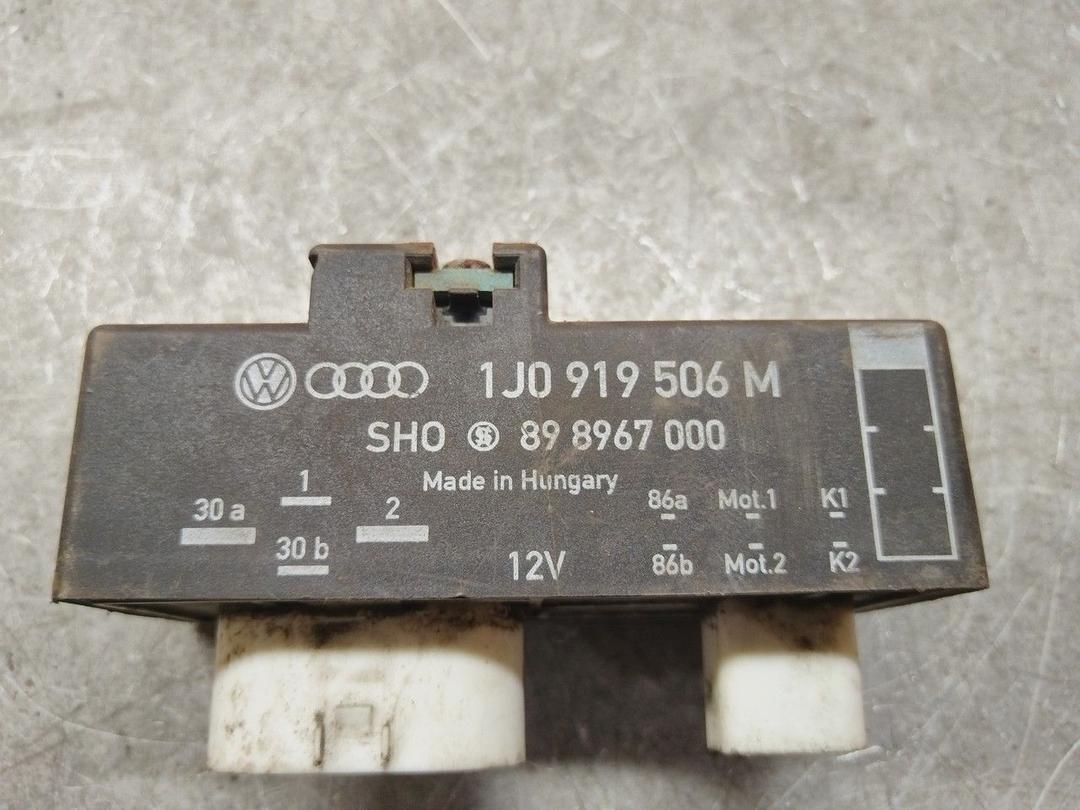 1J0 919 506 M
SHO 89 8967 000
Made in Hungary
1
30 a
2
30 b
12V
86a Mot.1 K1
86b Mot.2 K2